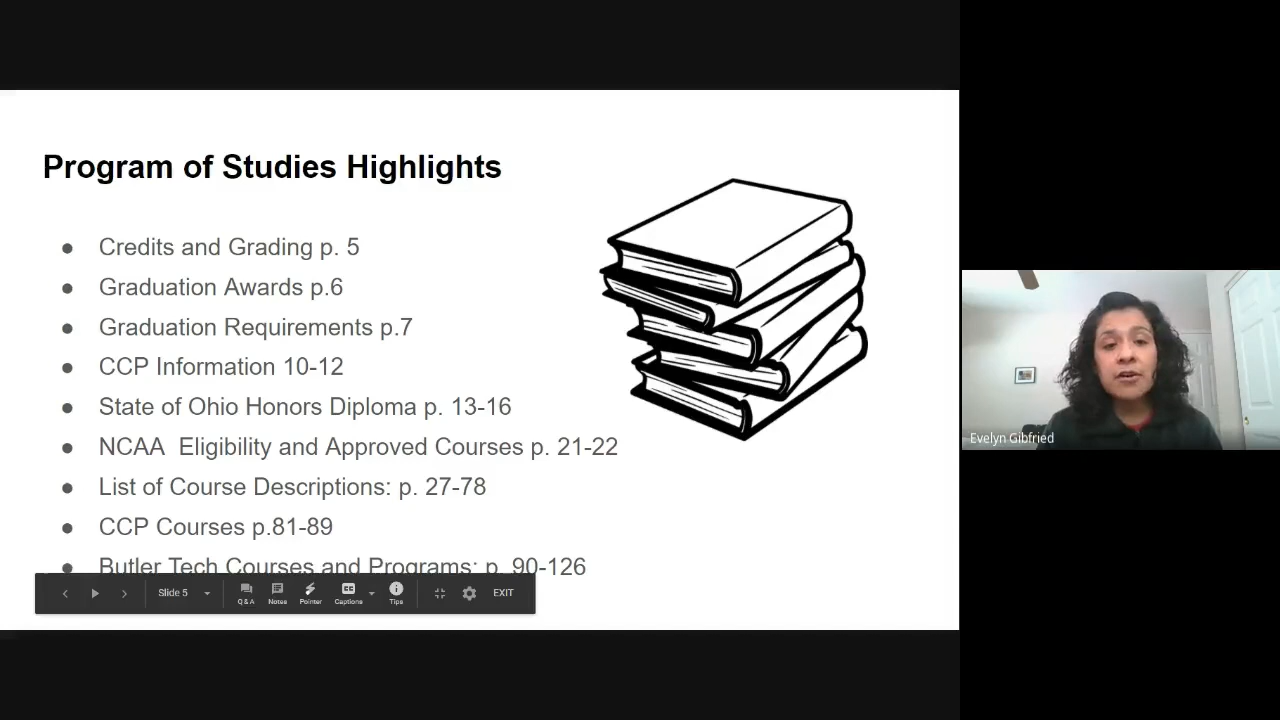 Program of Studies Highlights
● Credits and Grading p. 5
● Graduation Awards p.6
● Graduation Requirements p.7
● CCP Information 10-12
● State of Ohio Honors Diploma p. 13-16
● NCAA  Eligibility and Approved Courses p. 21-22
● List of Course Descriptions: p. 27-78
● CCP Courses p.81-89
● Butler Tech Courses and Programs: p. 90-126
Slide 5 Q & A Notes Pointer CC Captions Tips EXIT
Evelyn Gibfried